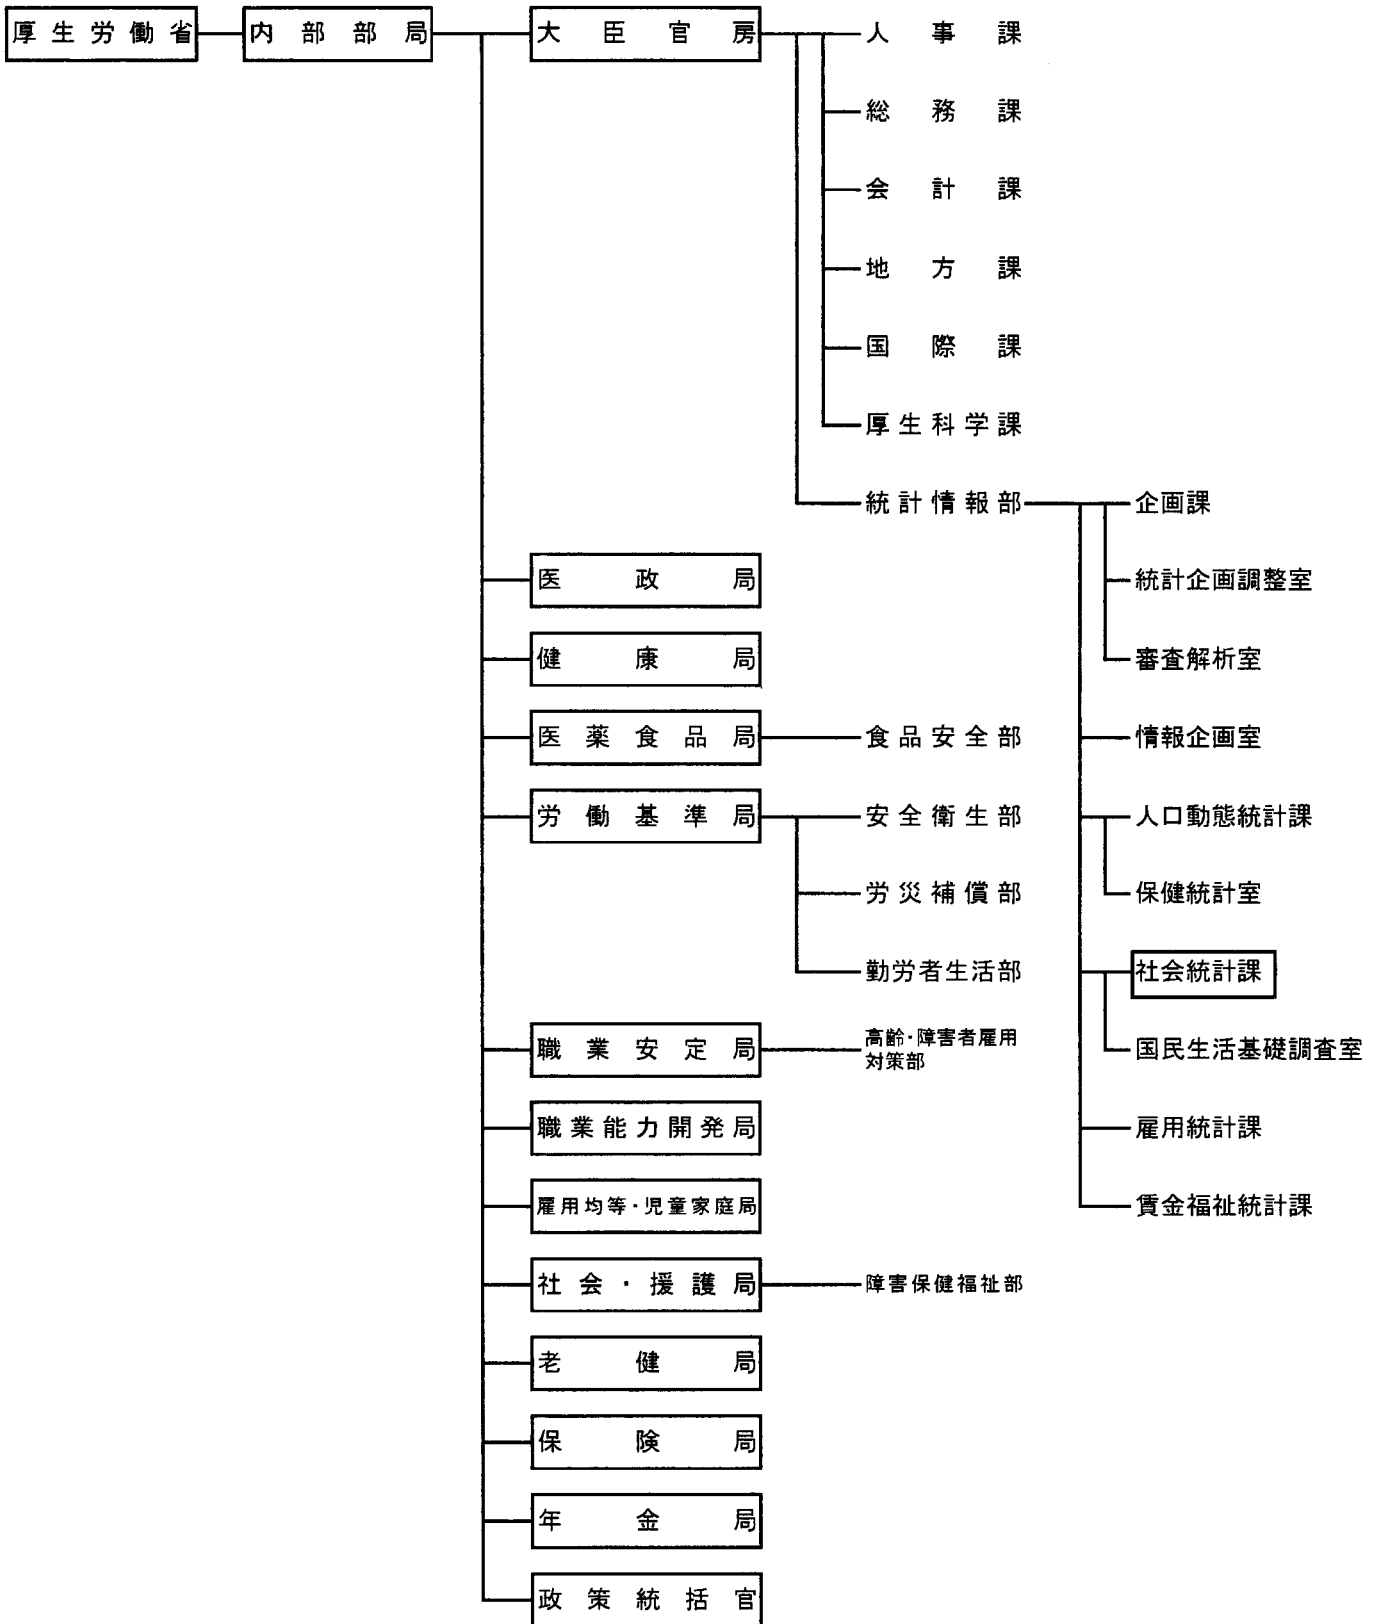 厚生労働省 内部部局 大臣官房 人事課
総務課
会計課
地方課
国際課
厚生科学課
統計情報部 企画課
医政局 統計企画調整室
健康局 審査解析室
医薬食品局 食品安全部 情報企画室
労働基準局 安全衛生部 人口動態統計課
労災補償部 保健統計室
勤労者生活部 社会統計課
職業安定局 高齢・障害者雇用
対策部 国民生活基礎調査室
職業能力開発局 雇用統計課
雇用均等・児童家庭局 賃金福祉統計課
社会・援護局 障害保健福祉部
老健局
保険局
年金局
政策統括官